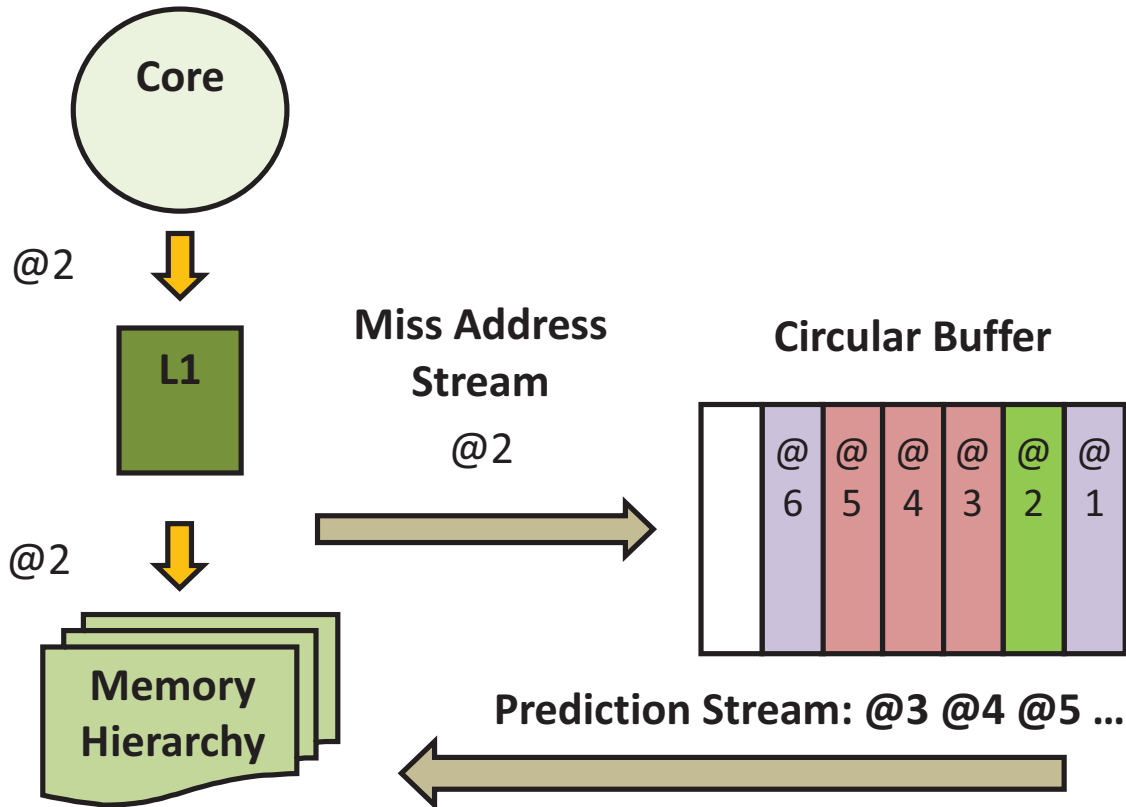 Core
@2
L1
@2
Memory
Hierarchy
Miss Address
Stream
@2
Circular Buffer
@ @ @ @ @ @
6 5 4 3 2 1
Prediction Stream: @3 @4 @5 ...